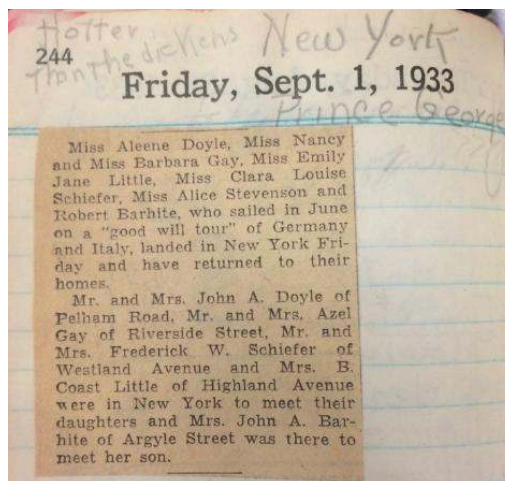 Hotter
than the dickens New York
244
Friday, Sept. 1, 1933
Prince George
Miss Aleene Doyle, Miss Nancy
and Miss Barbara Gay, Miss Emily
Jane Little, Miss Clara Louise
Schiefer, Miss Alice Stevenson and
Robert Barhite, who sailed in June
on a "good will tour" of Germany
and Italy, landed in New York Fri-
day and have returned to their
homes.
Mr. and Mrs. John A. Doyle of
Pelham Road, Mr. and Mrs. Azel
Gay of Riverside Street, Mr. and
Mrs. Frederick W. Schiefer of
Westland Avenue and Mrs. B.
Coast Little of Highland Avenue
were in New York to meet their
daughters and Mrs. John A. Bar-
hite of Argyle Street was there to
meet her son.